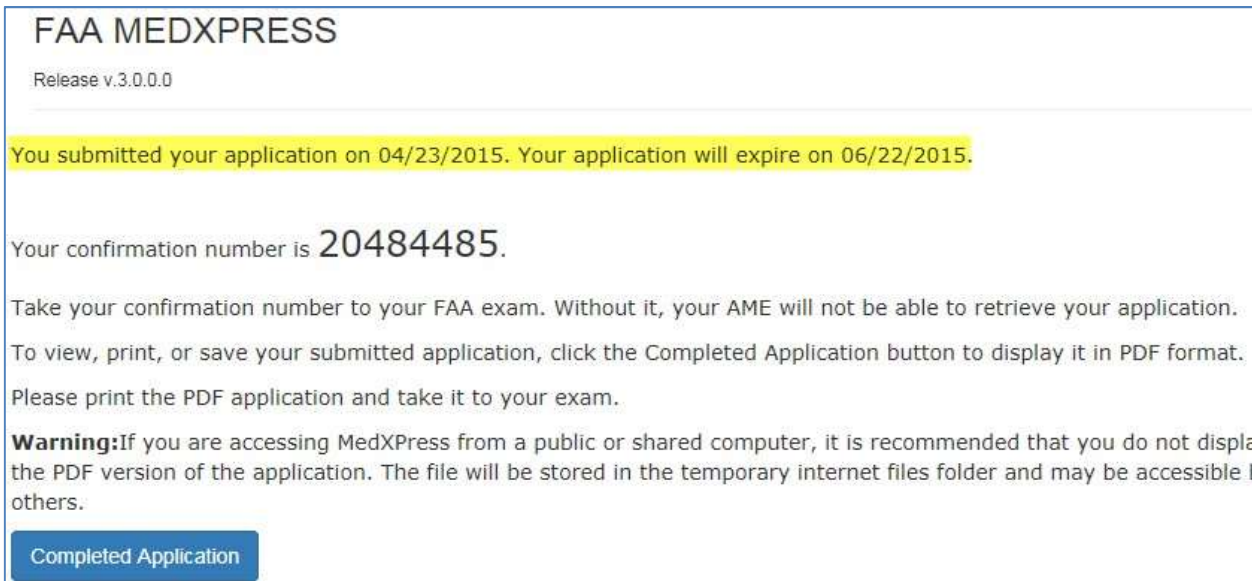 FAA MEDXPRESS
Release v.3.0.0.0
You submitted your application on 04/23/2015. Your application will expire on 06/22/2015.
Your confirmation number is 20484485.
Take your confirmation number to your FAA exam. Without it, your AME will not be able to retrieve your application.
To view, print, or save your submitted application, click the Completed Application button to display it in PDF format.
Please print the PDF application and take it to your exam.
Warning:If you are accessing MedXPress from a public or shared computer, it is recommended that you do not
the PDF version of the application. The file will be stored in the temporary internet files folder and may be accessible
others.
Completed Application